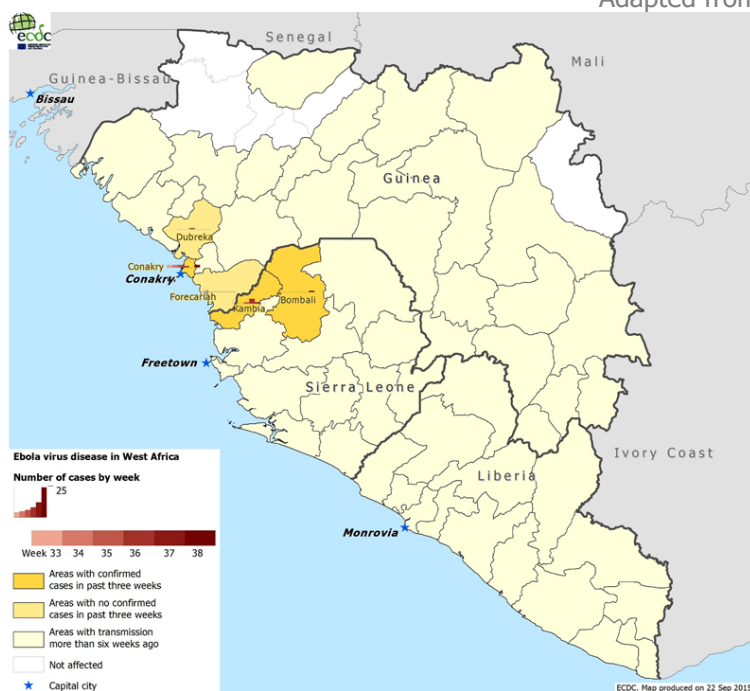 Adapted from
ecdc
Senegal
Mali
Guinea-Bissau
Bissau
Guinea
Dubreka
Conakry
Conakry
Forecariah
Kambia
Bombali
Freetown
Sierra Leone
Ivory Coast
Liberia
Monrovia
Ebola virus disease in West Africa
Number of cases by week
25
Week 33 34 35 36 37 38
Areas with confirmed
cases in past three weeks
Areas with no confirmed
cases in past three weeks
Areas with transmission
more than six weeks ago
Not affected
Capital city
ECDC. Map produced on 22 Sep 2015